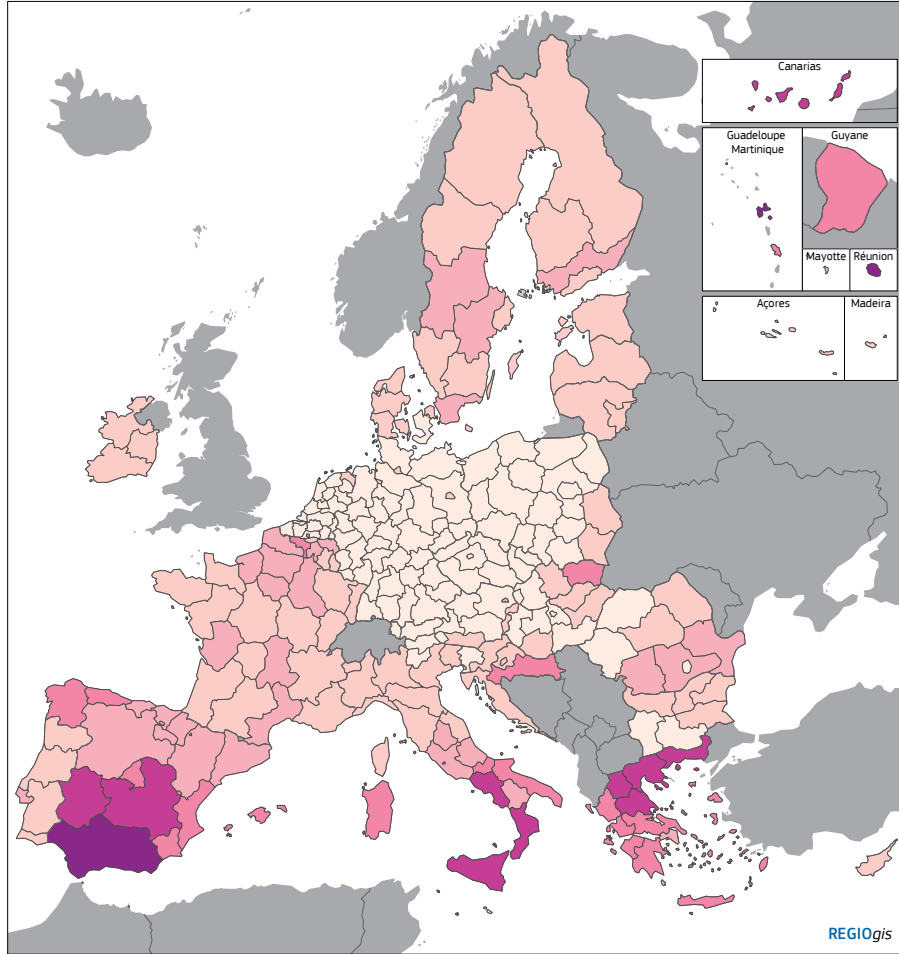 Canarias
Guadeloupe
Martinique
Guyane
Mayotte
Réunion
Açores
Madeira
REGIOgis